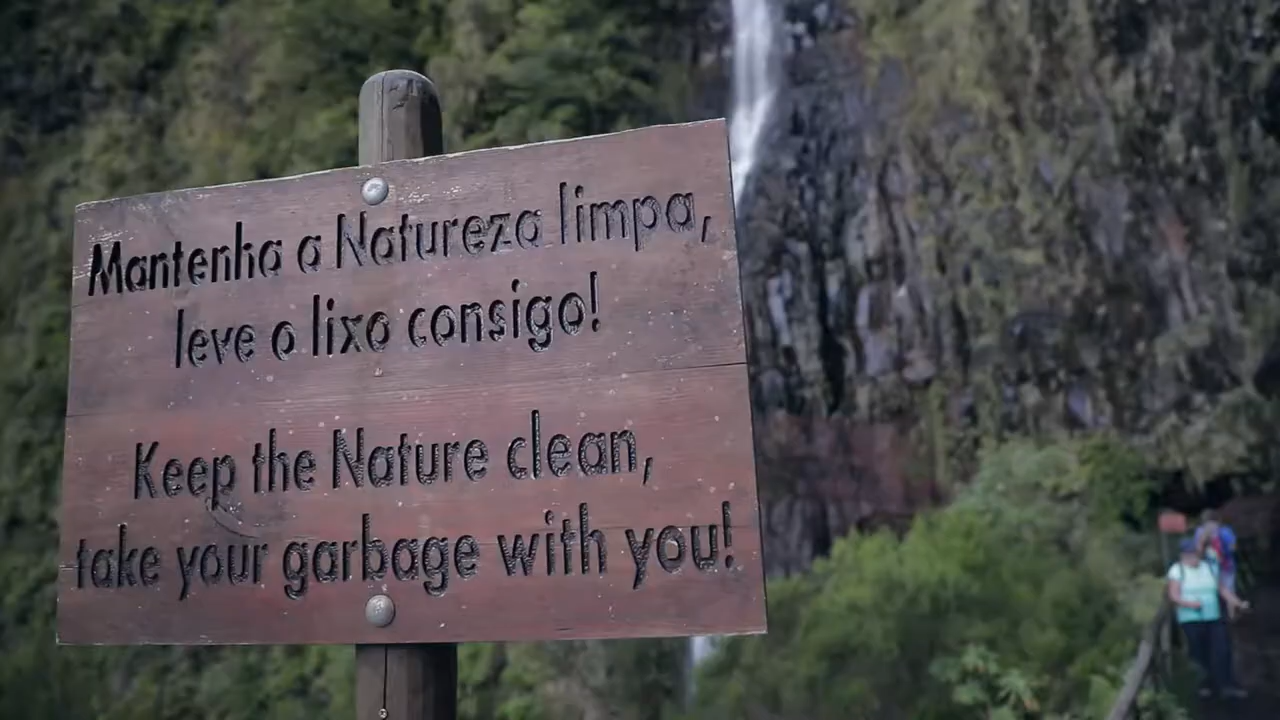 Mantenha a Natureza limpa,
leve o lixo consigo!
Keep the Nature clean,
take your garbage with you!